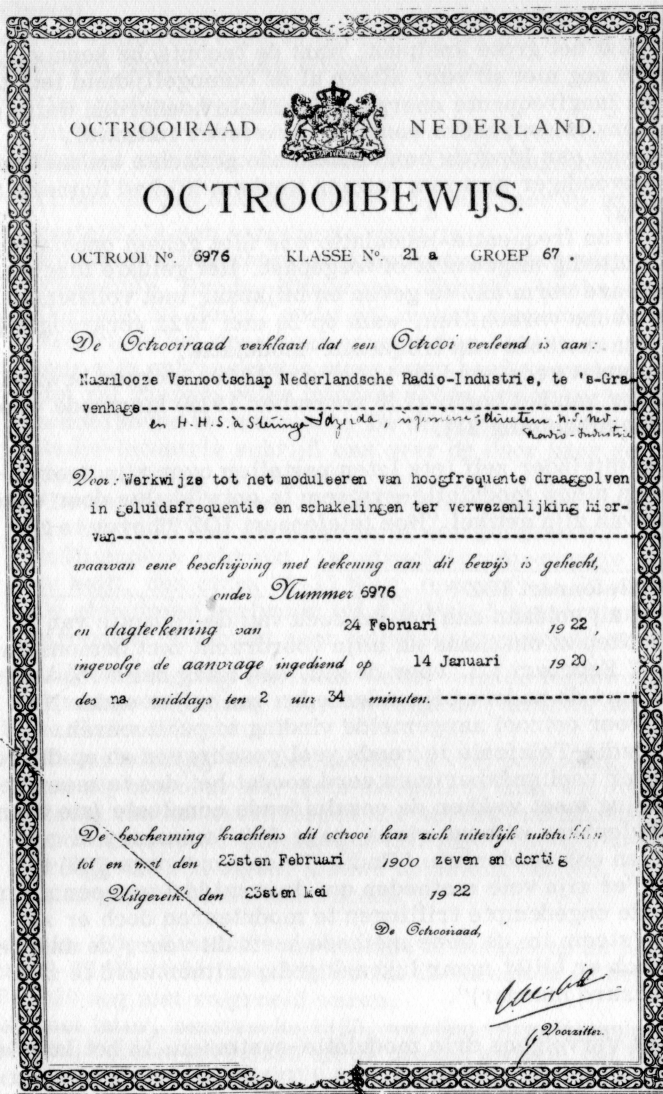 OCTROOIRAAD NEDERLAND.
OCTROOIBEWIJS.
OCTROOI Nº. 6976 KLASSE Nº. 21 a GROEP 67 .
De Octrooiraad verklaart dat een Octrooi verleend is aan:
Naamlooze Vennootschap Nederlandsche Radio-Industrie, te 's-Gra-
venhage en H.H.S. à Steringa Idzerda N.V. Ned.
Radio-Industrie
Voor: Werkwijze tot het moduleeren van hoogfrequente draaggolven
in geluidsfrequentie en schakelingen ter verwezenlijking hier-
van
waarvan eene beschrijving met teekening aan dit bewijs is gehecht,
onder Nummer 6976
en dagteekening van 24 Februari 1922
ingevolge de aanvrage ingediend op 14 Januari 1920
des na middags ten 2 uur 34 minuten.
De bescherming krachtens dit octrooi kan zich uiterlijk uitstrekken
tot en met den 23sten Februari 1900 zeven en dertig
Uitgereikt den 23sten Mei 1922
De Octrooiraad,
Voorzitter.